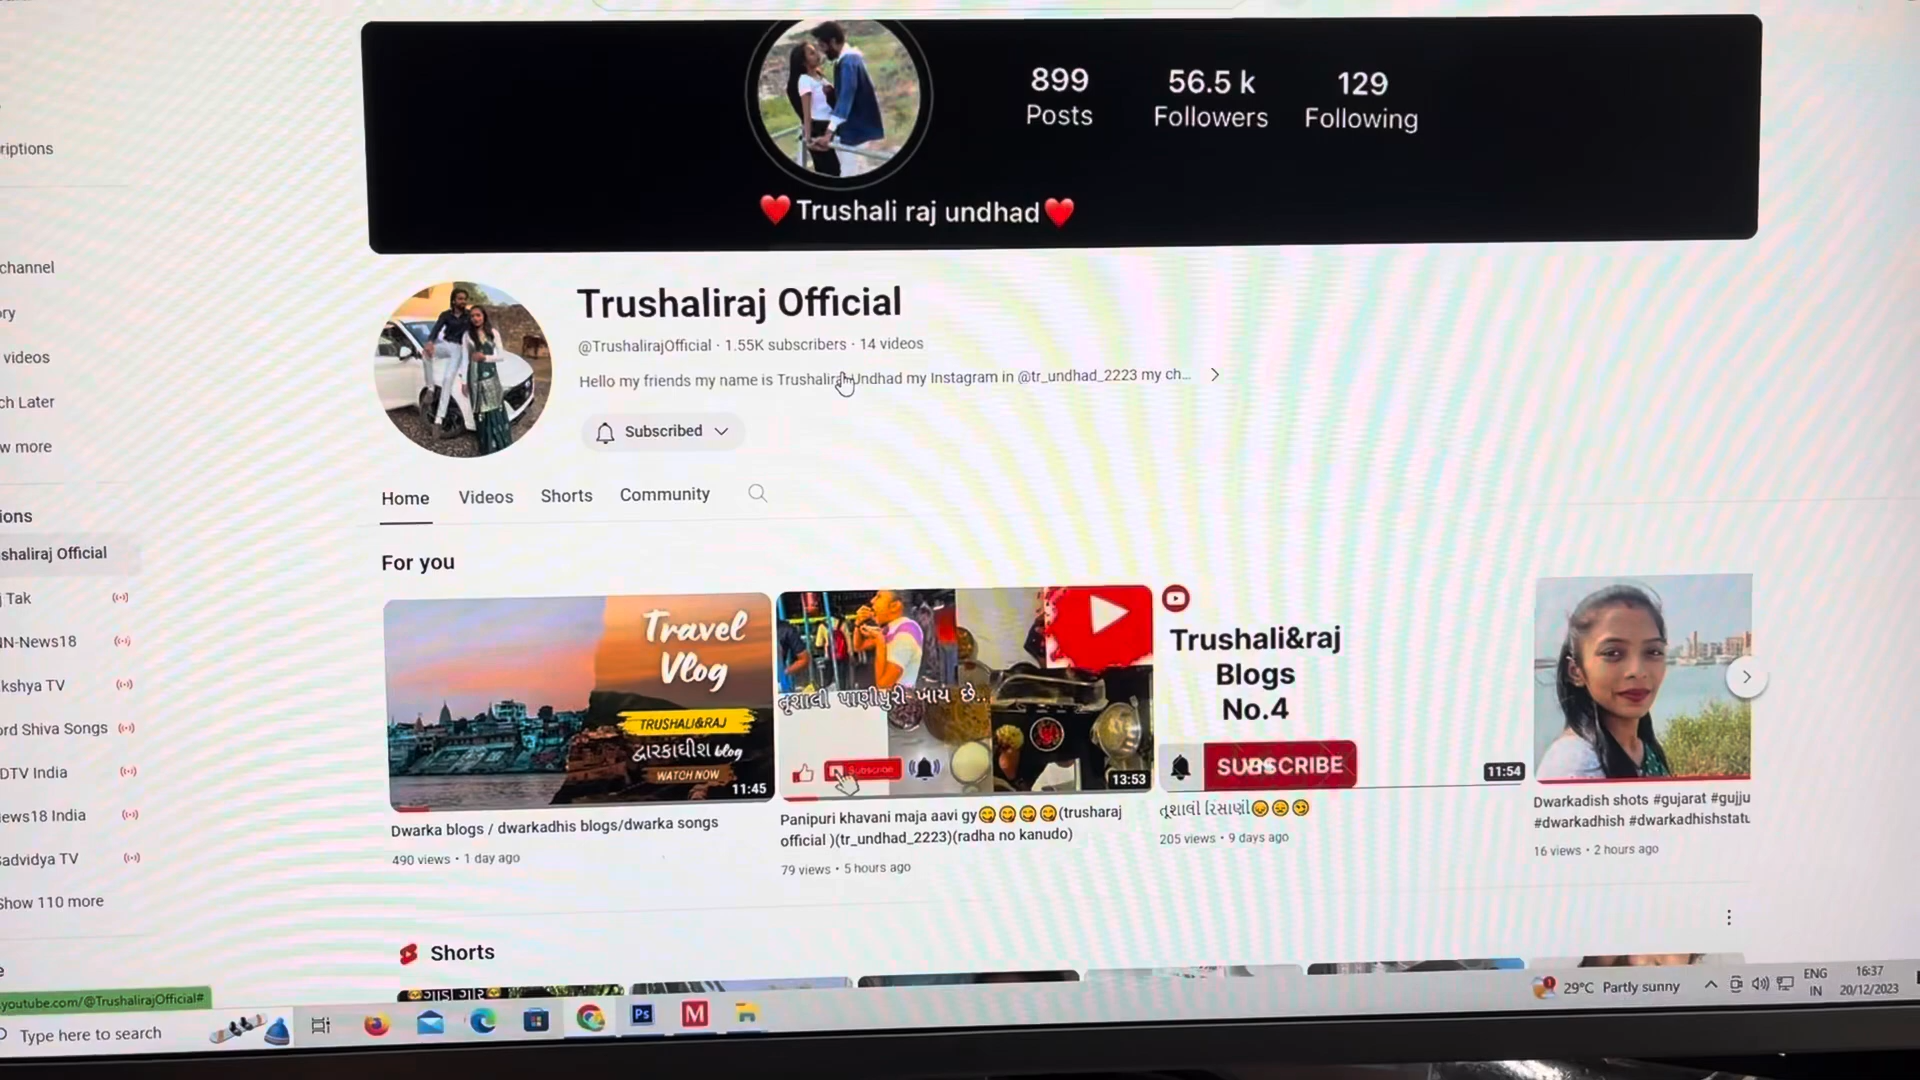 899
Posts
56.5 k
Followers
129
Following
❤️Trushali raj undhad❤️
riptions
channel
ry
videos
ch Later
w more
ions
shaliraj Official
j Tak
N-News18
kshya TV
ord Shiva Songs
DTV India
ews18 India
advidya TV
Show 110 more
e
Trushaliraj Official
@TrushalirajOfficial · 1.55K subscribers · 14 videos
Hello my friends my name is Trushaliraj Undhad my Instagram in @tr_undhad_2223 my ch...
Subscribed
Home Videos Shorts Community
For you
Travel
Vlog
TRUSHALI&RAJ
દ્વારકાધીશ blog
WATCH NOW
11:45
Dwarka blogs / dwarkadhis blogs/dwarka songs
490 views · 1 day ago
તૃશાલી પાણીપુરી ખાય છે..
Subscribe
13:53
Panipuri khavani maja aavi gy😋😋😋😋(trusharaj
official )(tr_undhad_2223)(radha no kanudo)
79 views · 5 hours ago
Trushali&raj
Blogs
No.4
SUBSCRIBE
11:54
તૃશાલી રિસાણી😞😣😏
205 views · 9 days ago
Dwarkadish shots #gujarat #gujju
#dwarkadhish #dwarkadhishstatu
16 views · 2 hours ago
Shorts
youtube.com/@TrushalirajOfficial#
Type here to search
Ps
M
29°C Partly sunny
ENG
IN
16:37
20/12/2023